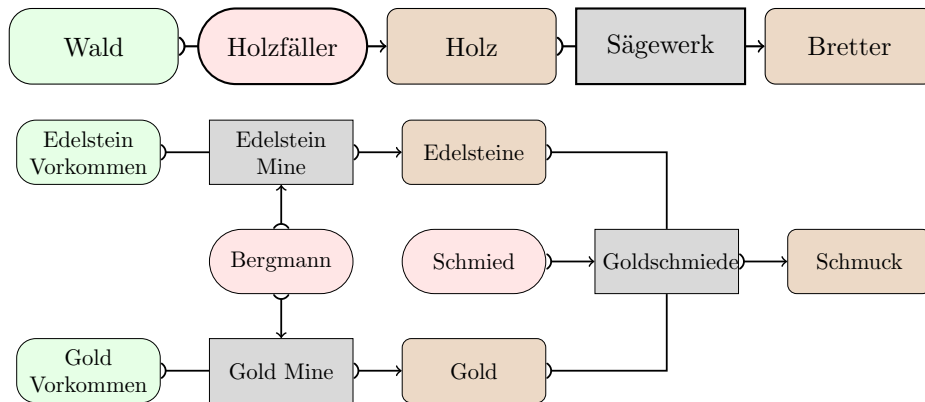 Wald
Holzfäller
Holz
Sägewerk
Bretter
Edelstein
Vorkommen
Edelstein
Mine
Edelsteine
Bergmann
Schmied
Goldschmiede
Schmuck
Gold
Vorkommen
Gold Mine
Gold